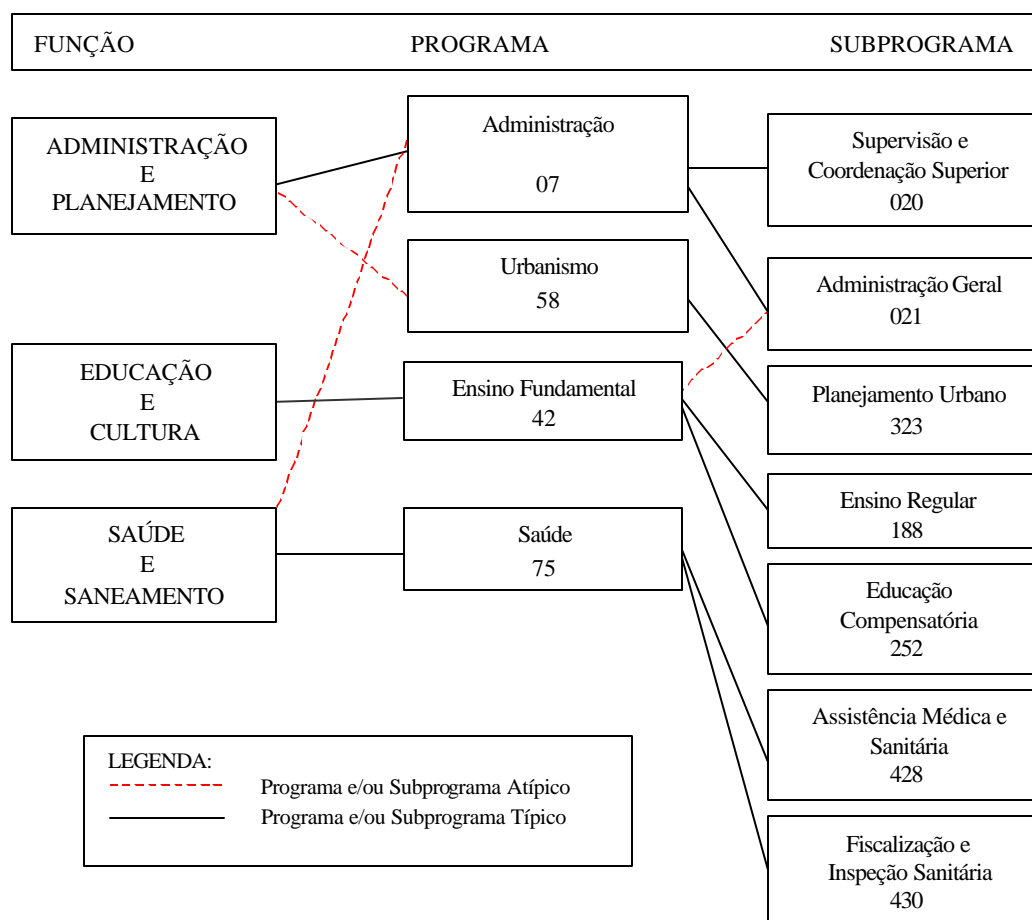 FUNÇÃO PROGRAMA SUBPROGRAMA
ADMINISTRAÇÃO
E
PLANEJAMENTO
EDUCAÇÃO
E
CULTURA
SAÚDE
E
SANEAMENTO
Administração
07
Urbanismo
58
Ensino Fundamental
42
Saúde
75
Supervisão e
Coordenação Superior
020
Administração Geral
021
Planejamento Urbano
323
Ensino Regular
188
Educação
Compensatória
252
Assistência Médica e
Sanitária
428
Fiscalização e
Inspeção Sanitária
430
LEGENDA:
Programa e/ou Subprograma Atípico
Programa e/ou Subprograma Típico